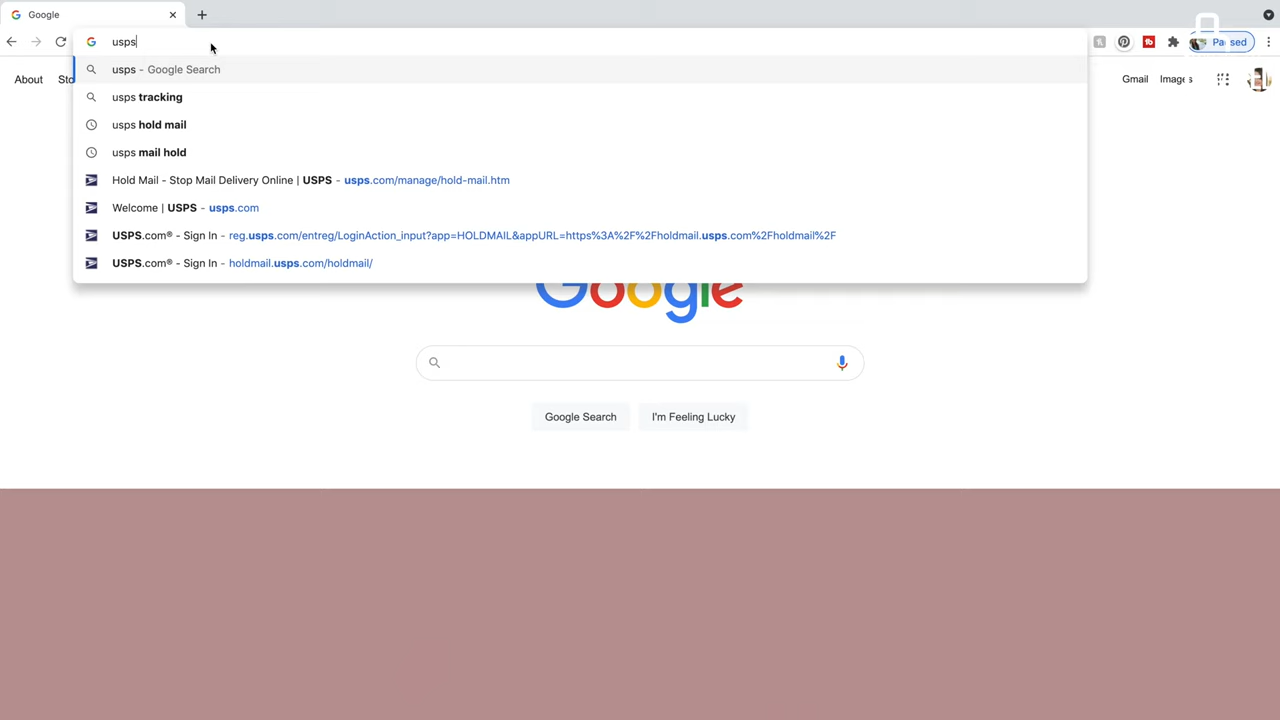 Google
usps
Paused
usps - Google Search
About
Sto
Gmail
Images
usps tracking
usps hold mail
usps mail hold
Hold Mail - Stop Mail Delivery Online | USPS - usps.com/manage/hold-mail.htm
Welcome | USPS - usps.com
USPS.com® - Sign In - reg.usps.com/entreg/LoginAction_input?app=HOLDMAIL&appURL=https%3A%2F%2Fholdmail.usps.com%2Fholdmail%2F
USPS.com® - Sign In - holdmail.usps.com/holdmail/
Google
Google Search
I'm Feeling Lucky